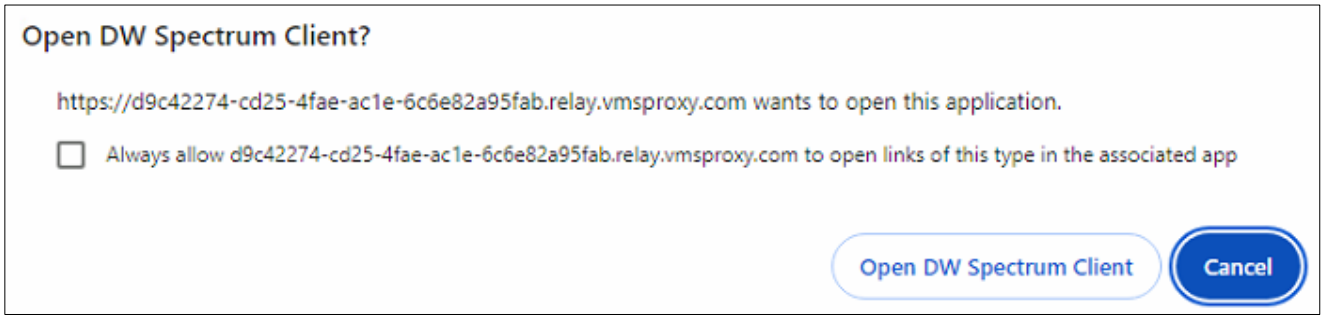 Open DW Spectrum Client?
https://d9c42274-cd25-4fae-ac1e-6c6e82a95fab.relay.vmsproxy.com wants to open this application.
Always allow d9c42274-cd25-4fae-ac1e-6c6e82a95fab.relay.vmsproxy.com to open links of this type in the associated app
Open DW Spectrum Client
Cancel